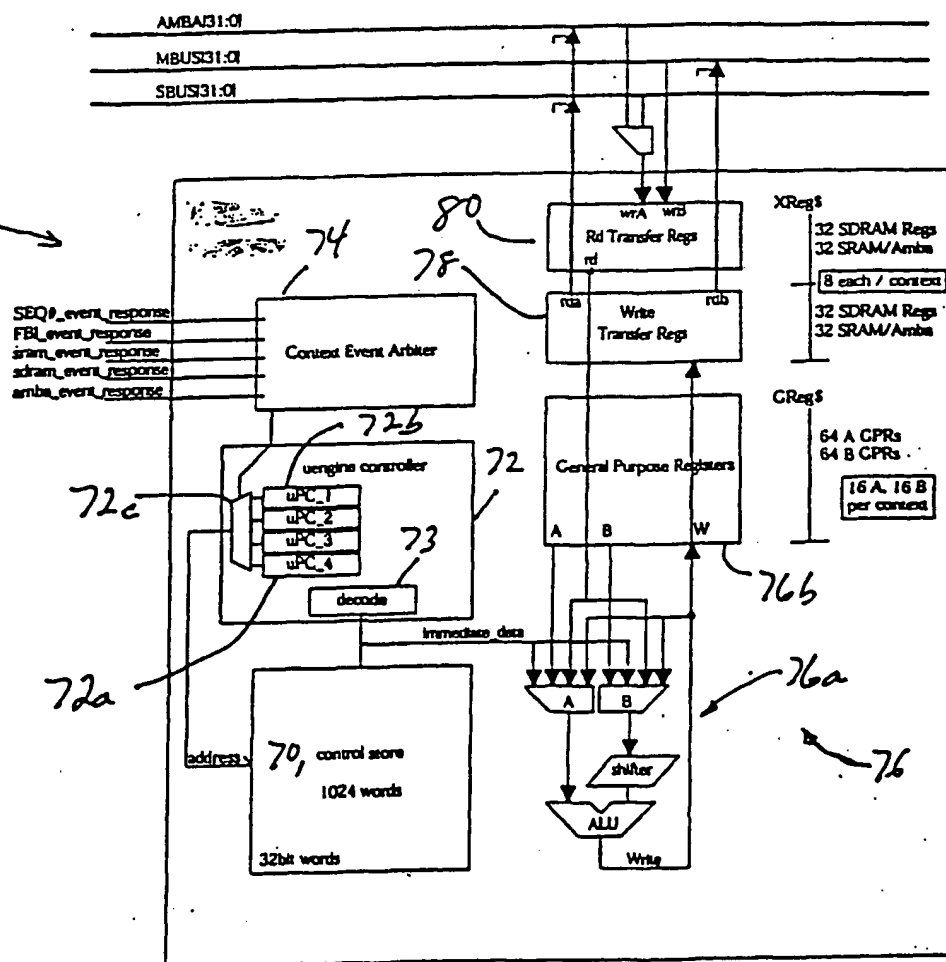 AMBA[31:0]
MBUS[31:0]
SBUS[31:0]
80
wrA wrB
Rd Transfer Regs
rd
XReg$
32 SDRAM Regs
32 SRAM/Amba
8 each / context
32 SDRAM Regs
32 SRAM/Amba
74
78
rda
rdb
Write
Transfer Regs
SEQ#_event_response
FBI_event_response
sram_event_response
sdram_event_response
amba_event_response
Context Event Arbiter
GReg$
64 A GPRs
64 B GPRs
16 A, 16 B
per context
General Purpose Registers
A B W
72b
72
uengine controller
72c
uPC_1
uPC_2
uPC_3
uPC_4
73
decode
76b
immediate_data
72a
76a
76
A
B
address
70, control store
1024 words
32bit words
shifter
ALU
Write